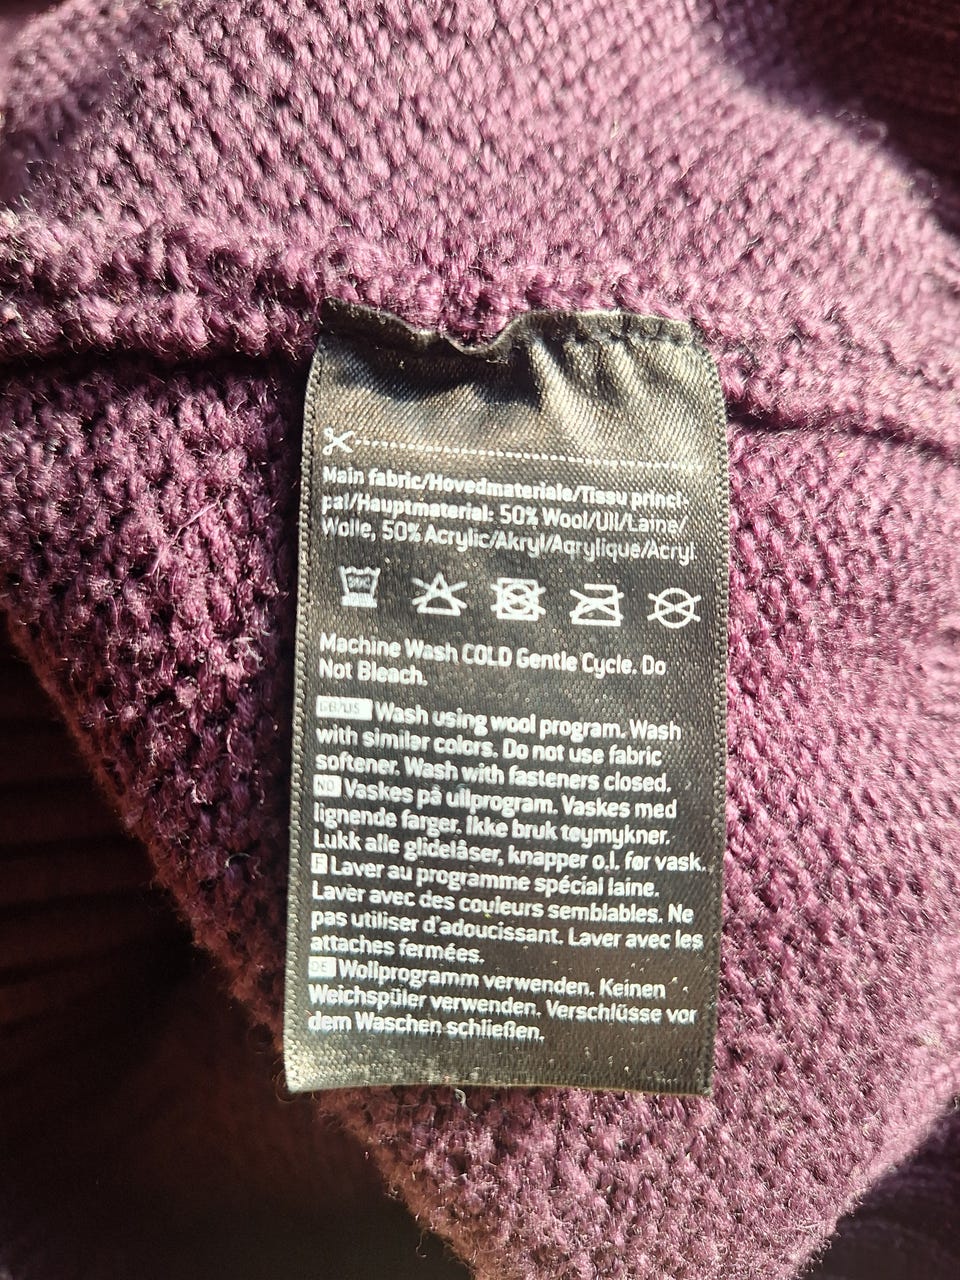 Main fabric/Hovedmateriale/Tissu princi-
pal/Hauptmaterial: 50% Wool/Ull/Laine/
Wolle, 50% Acrylic/Akryl/Acrylique/Acryl
Machine Wash COLD Gentle Cycle. Do
Not Bleach.
GB/US Wash using wool program. Wash
with similar colors. Do not use fabric
softener. Wash with fasteners closed.
NO Vaskes på ullprogram. Vaskes med
lignende farger. Ikke bruk tøymykner.
Lukk alle glidelåser, knapper o.l. før vask.
F Laver au programme spécial laine.
Laver avec des couleurs semblables. Ne
pas utiliser d'adoucissant. Laver avec les
attaches fermées.
DE Wollprogramm verwenden. Keinen
Weichspüler verwenden. Verschlüsse vor
dem Waschen schließen.